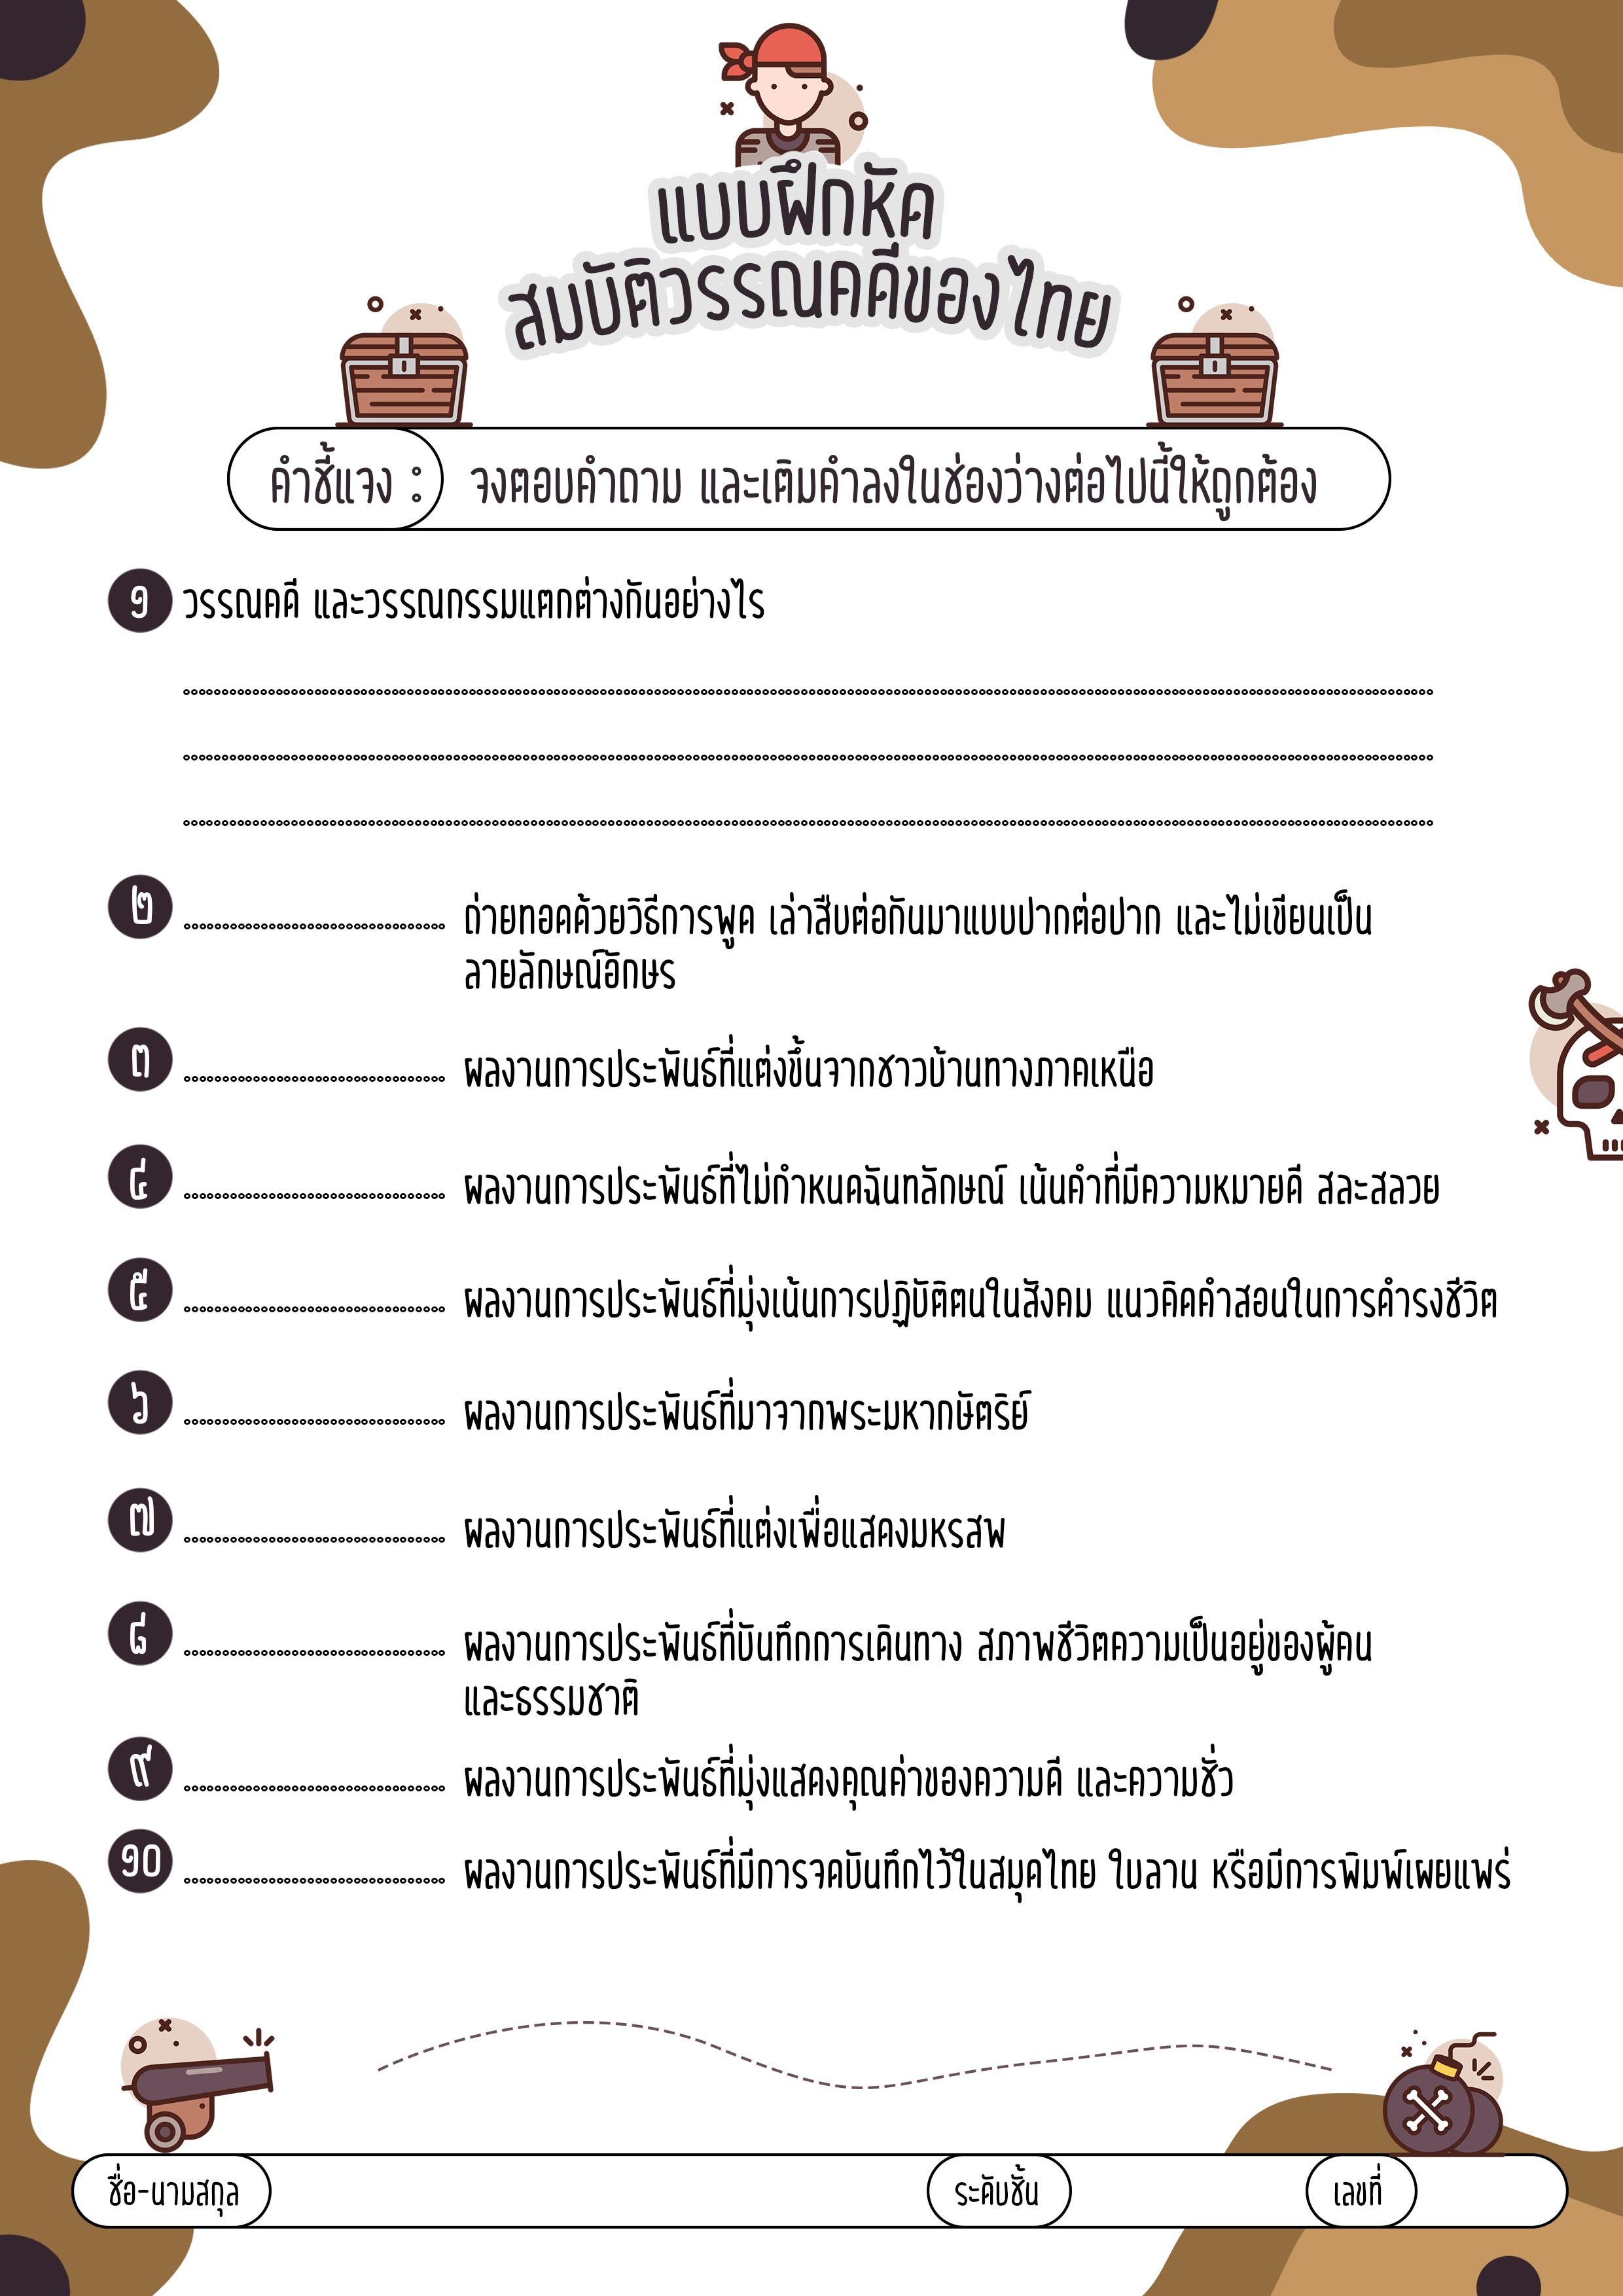 แบบฝึกหัด
สมบัติวรรณคดีของไทย
คำชี้แจง : จงตอบคำถาม และเติมคำลงในช่องว่างต่อไปนี้ให้ถูกต้อง
๑ วรรณคดี และวรรณกรรมแตกต่างกันอย่างไร
๒ ถ่ายทอดด้วยวิธีการพูด เล่าสืบต่อกันมาแบบปากต่อปาก และไม่เขียนเป็น
ลายลักษณ์อักษร
๓ ผลงานการประพันธ์ที่แต่งขึ้นจากชาวบ้านทางภาคเหนือ
๔ ผลงานการประพันธ์ที่ไม่กำหนดฉันทลักษณ์ เน้นคำที่มีความหมายดี สละสลวย
๕ ผลงานการประพันธ์ที่มุ่งเน้นการปฏิบัติตนในสังคม แนวคิดคำสอนในการดำรงชีวิต
๖ ผลงานการประพันธ์ที่มาจากพระมหากษัตริย์
๗ ผลงานการประพันธ์ที่แต่งเพื่อแสดงมหรสพ
๘ ผลงานการประพันธ์ที่บันทึกการเดินทาง สภาพชีวิตความเป็นอยู่ของผู้คน
และธรรมชาติ
๙ ผลงานการประพันธ์ที่มุ่งแสดงคุณค่าของความดี และความชั่ว
๑๐ ผลงานการประพันธ์ที่มีการจดบันทึกไว้ในสมุดไทย ใบลาน หรือมีการพิมพ์เผยแพร่
ชื่อ-นามสกุล ระดับชั้น เลขที่